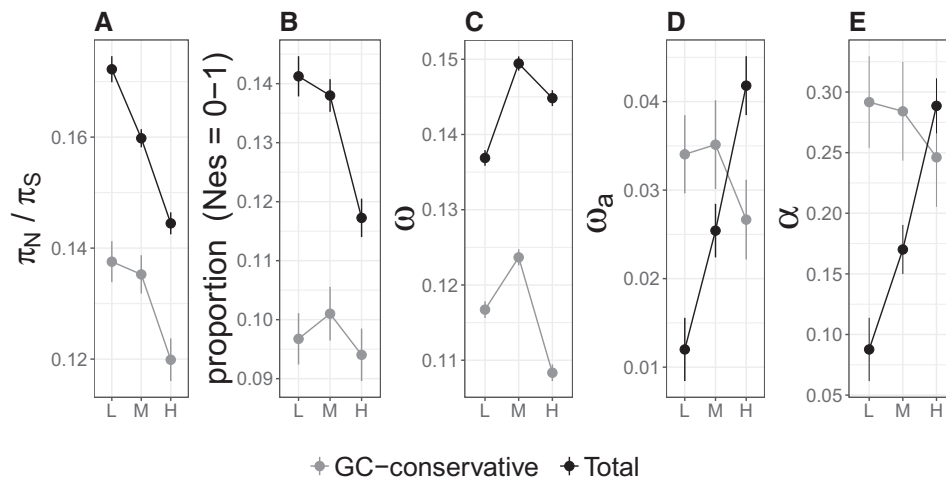 A
π_N / π_S
0.16
0.14
0.12
L M H
B
proportion (Nes = 0−1)
0.14
0.13
0.12
0.11
0.10
0.09
L M H
C
ω
0.15
0.14
0.13
0.12
0.11
L M H
D
ω_a
0.04
0.03
0.02
0.01
L M H
E
α
0.30
0.25
0.20
0.15
0.10
0.05
L M H
GC−conservative Total